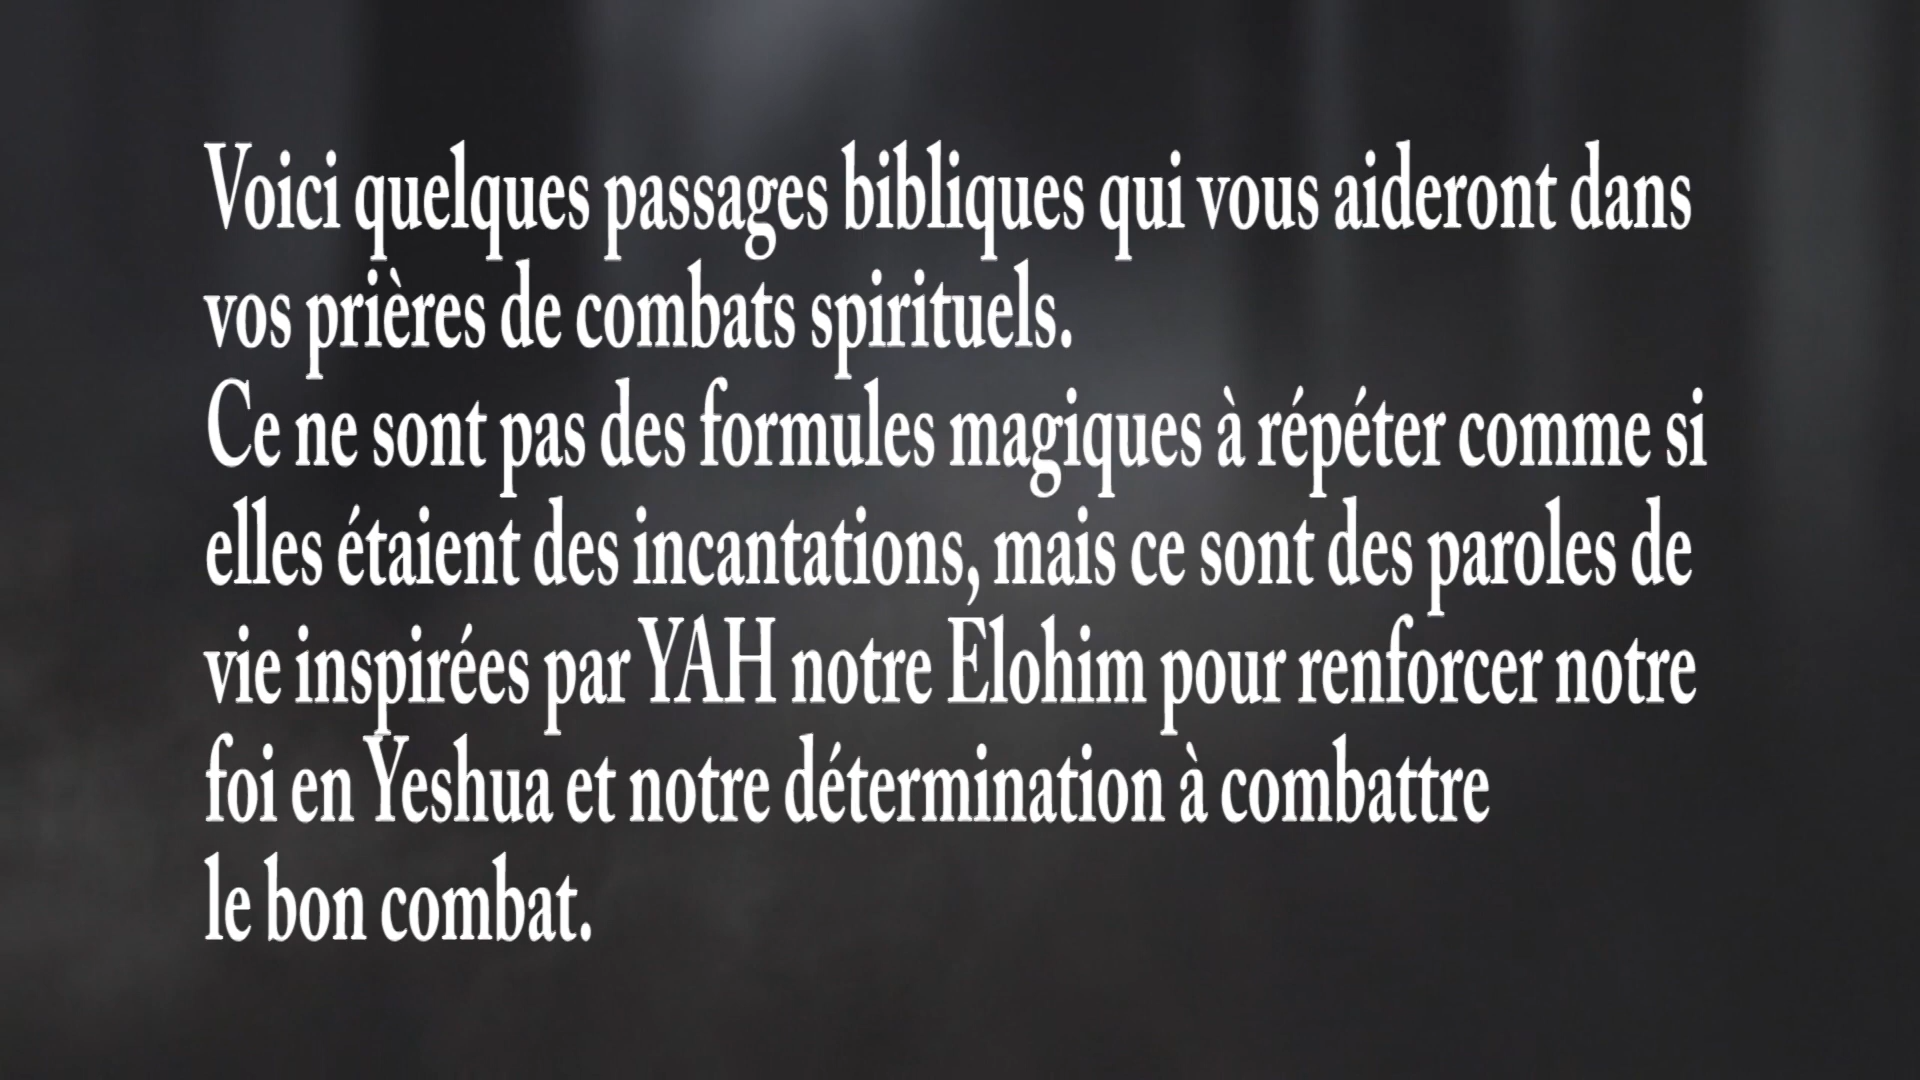 Voici quelques passages bibliques qui vous aideront dans
vos prières de combats spirituels.
Ce ne sont pas des formules magiques à répéter comme si
elles étaient des incantations, mais ce sont des paroles de
vie inspirées par YAH notre Élohim pour renforcer notre
foi en Yeshua et notre détermination à combattre
le bon combat.